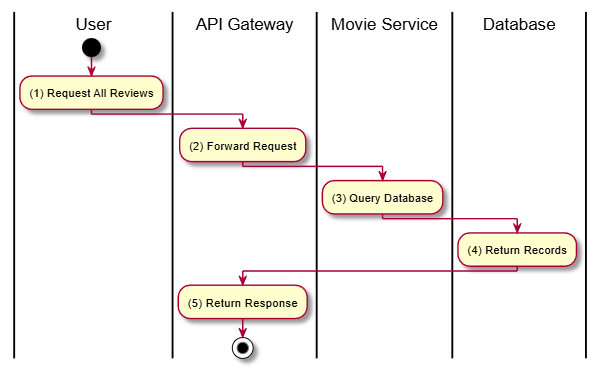 User
API Gateway
Movie Service
Database
(1) Request All Reviews
(2) Forward Request
(3) Query Database
(4) Return Records
(5) Return Response